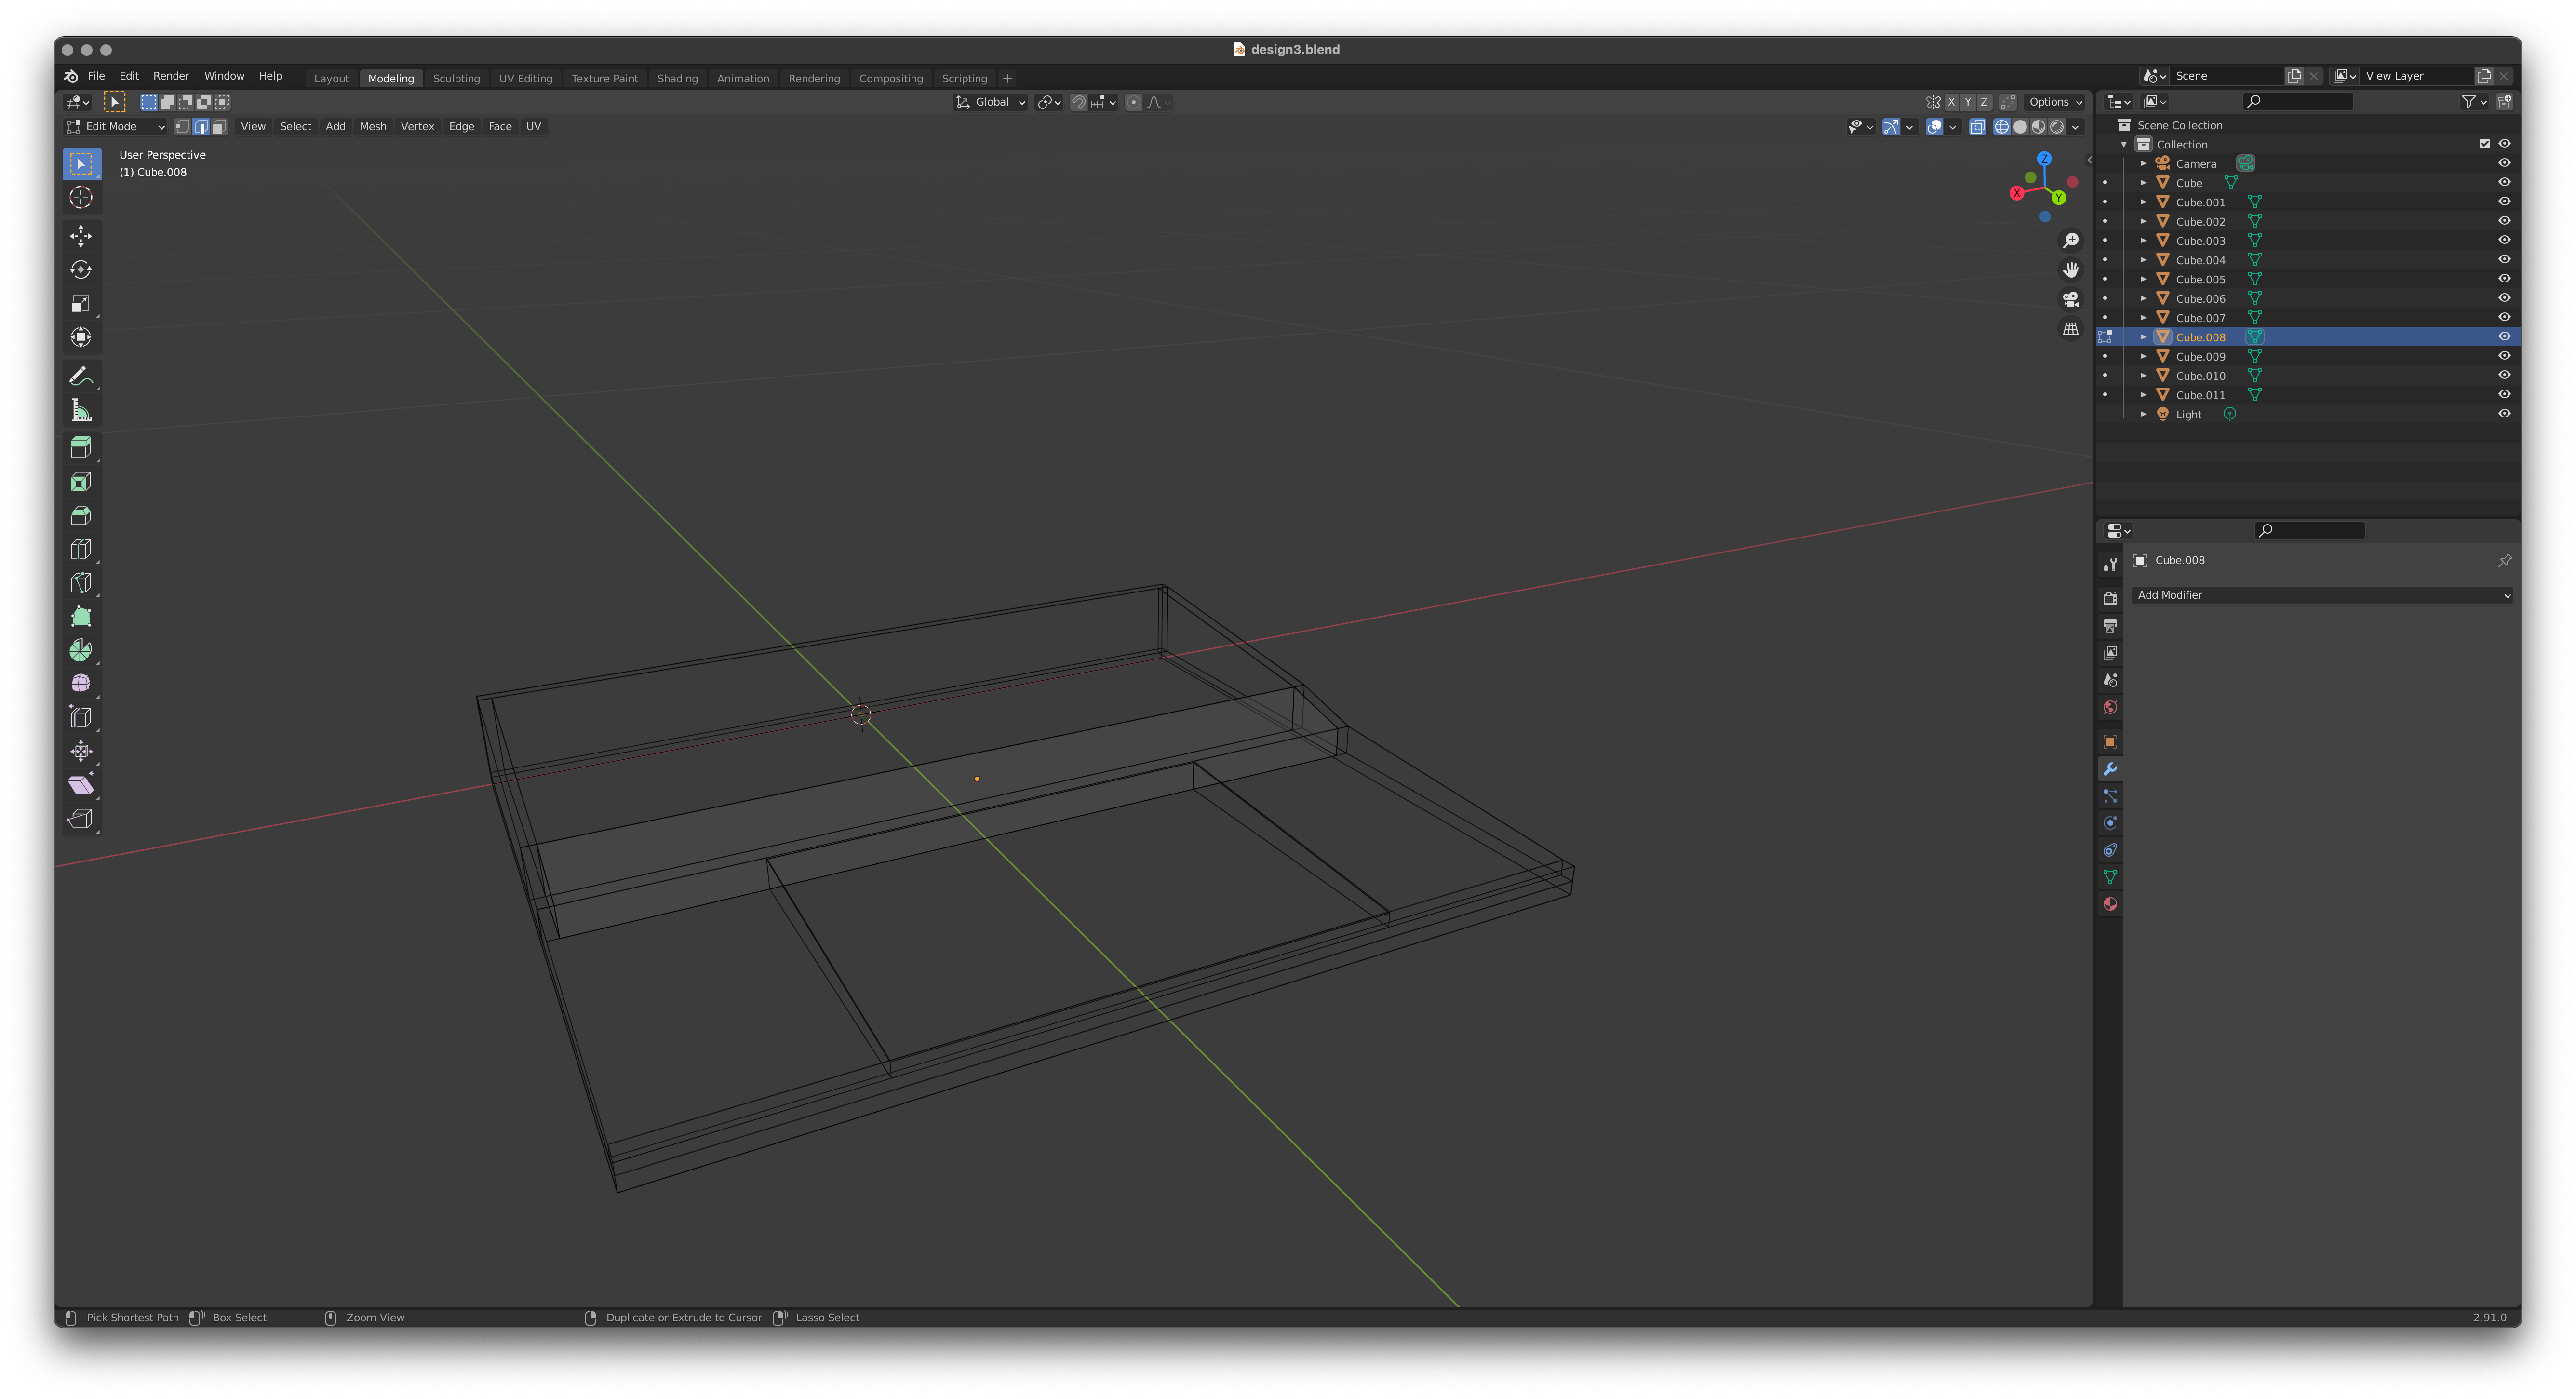 design3.blend
File Edit Render Window Help Layout Modeling Sculpting UV Editing Texture Paint Shading Animation Rendering Compositing Scripting + Scene View Layer
Global X Y Z Options
Edit Mode View Select Add Mesh Vertex Edge Face UV
User Perspective
(1) Cube.008
Z
X
Y
Scene Collection
Collection
Camera
Cube
Cube.001
Cube.002
Cube.003
Cube.004
Cube.005
Cube.006
Cube.007
Cube.008
Cube.009
Cube.010
Cube.011
Light
Cube.008
Add Modifier
Pick Shortest Path Box Select Zoom View Duplicate or Extrude to Cursor Lasso Select 2.91.0